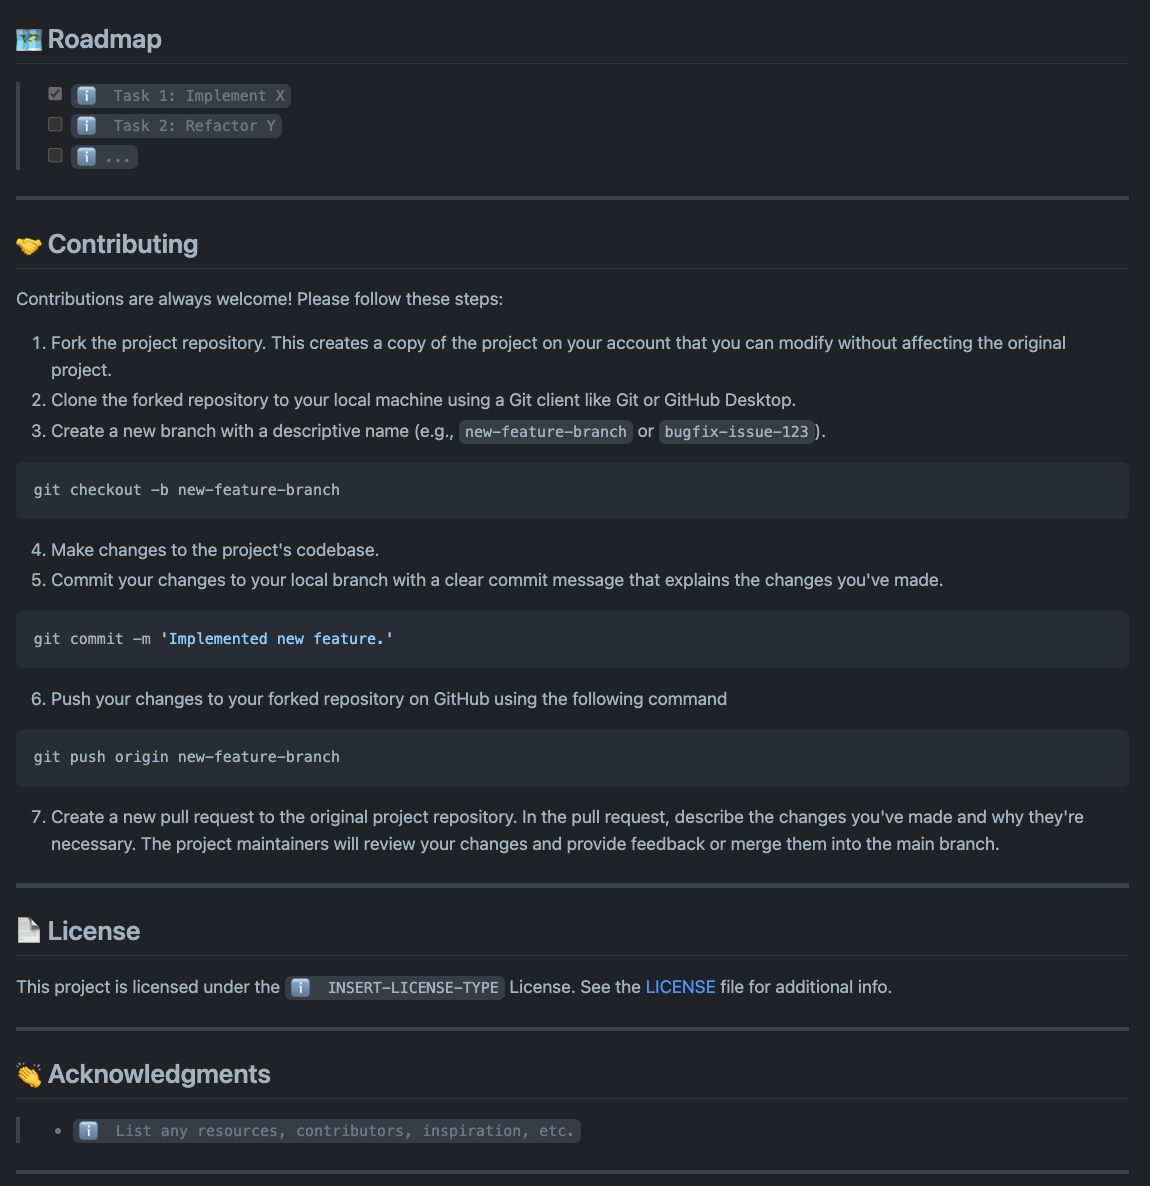 🗺️ Roadmap
ℹ️ Task 1: Implement X
ℹ️ Task 2: Refactor Y
ℹ️ ...
🤝 Contributing
Contributions are always welcome! Please follow these steps:
1. Fork the project repository. This creates a copy of the project on your account that you can modify without affecting the original
project.
2. Clone the forked repository to your local machine using a Git client like Git or GitHub Desktop.
3. Create a new branch with a descriptive name (e.g., new-feature-branch or bugfix-issue-123).
git checkout -b new-feature-branch
4. Make changes to the project's codebase.
5. Commit your changes to your local branch with a clear commit message that explains the changes you've made.
git commit -m 'Implemented new feature.'
6. Push your changes to your forked repository on GitHub using the following command
git push origin new-feature-branch
7. Create a new pull request to the original project repository. In the pull request, describe the changes you've made and why they're
necessary. The project maintainers will review your changes and provide feedback or merge them into the main branch.
📄 License
This project is licensed under the ℹ️ INSERT-LICENSE-TYPE License. See the LICENSE file for additional info.
👏 Acknowledgments
• ℹ️ List any resources, contributors, inspiration, etc.